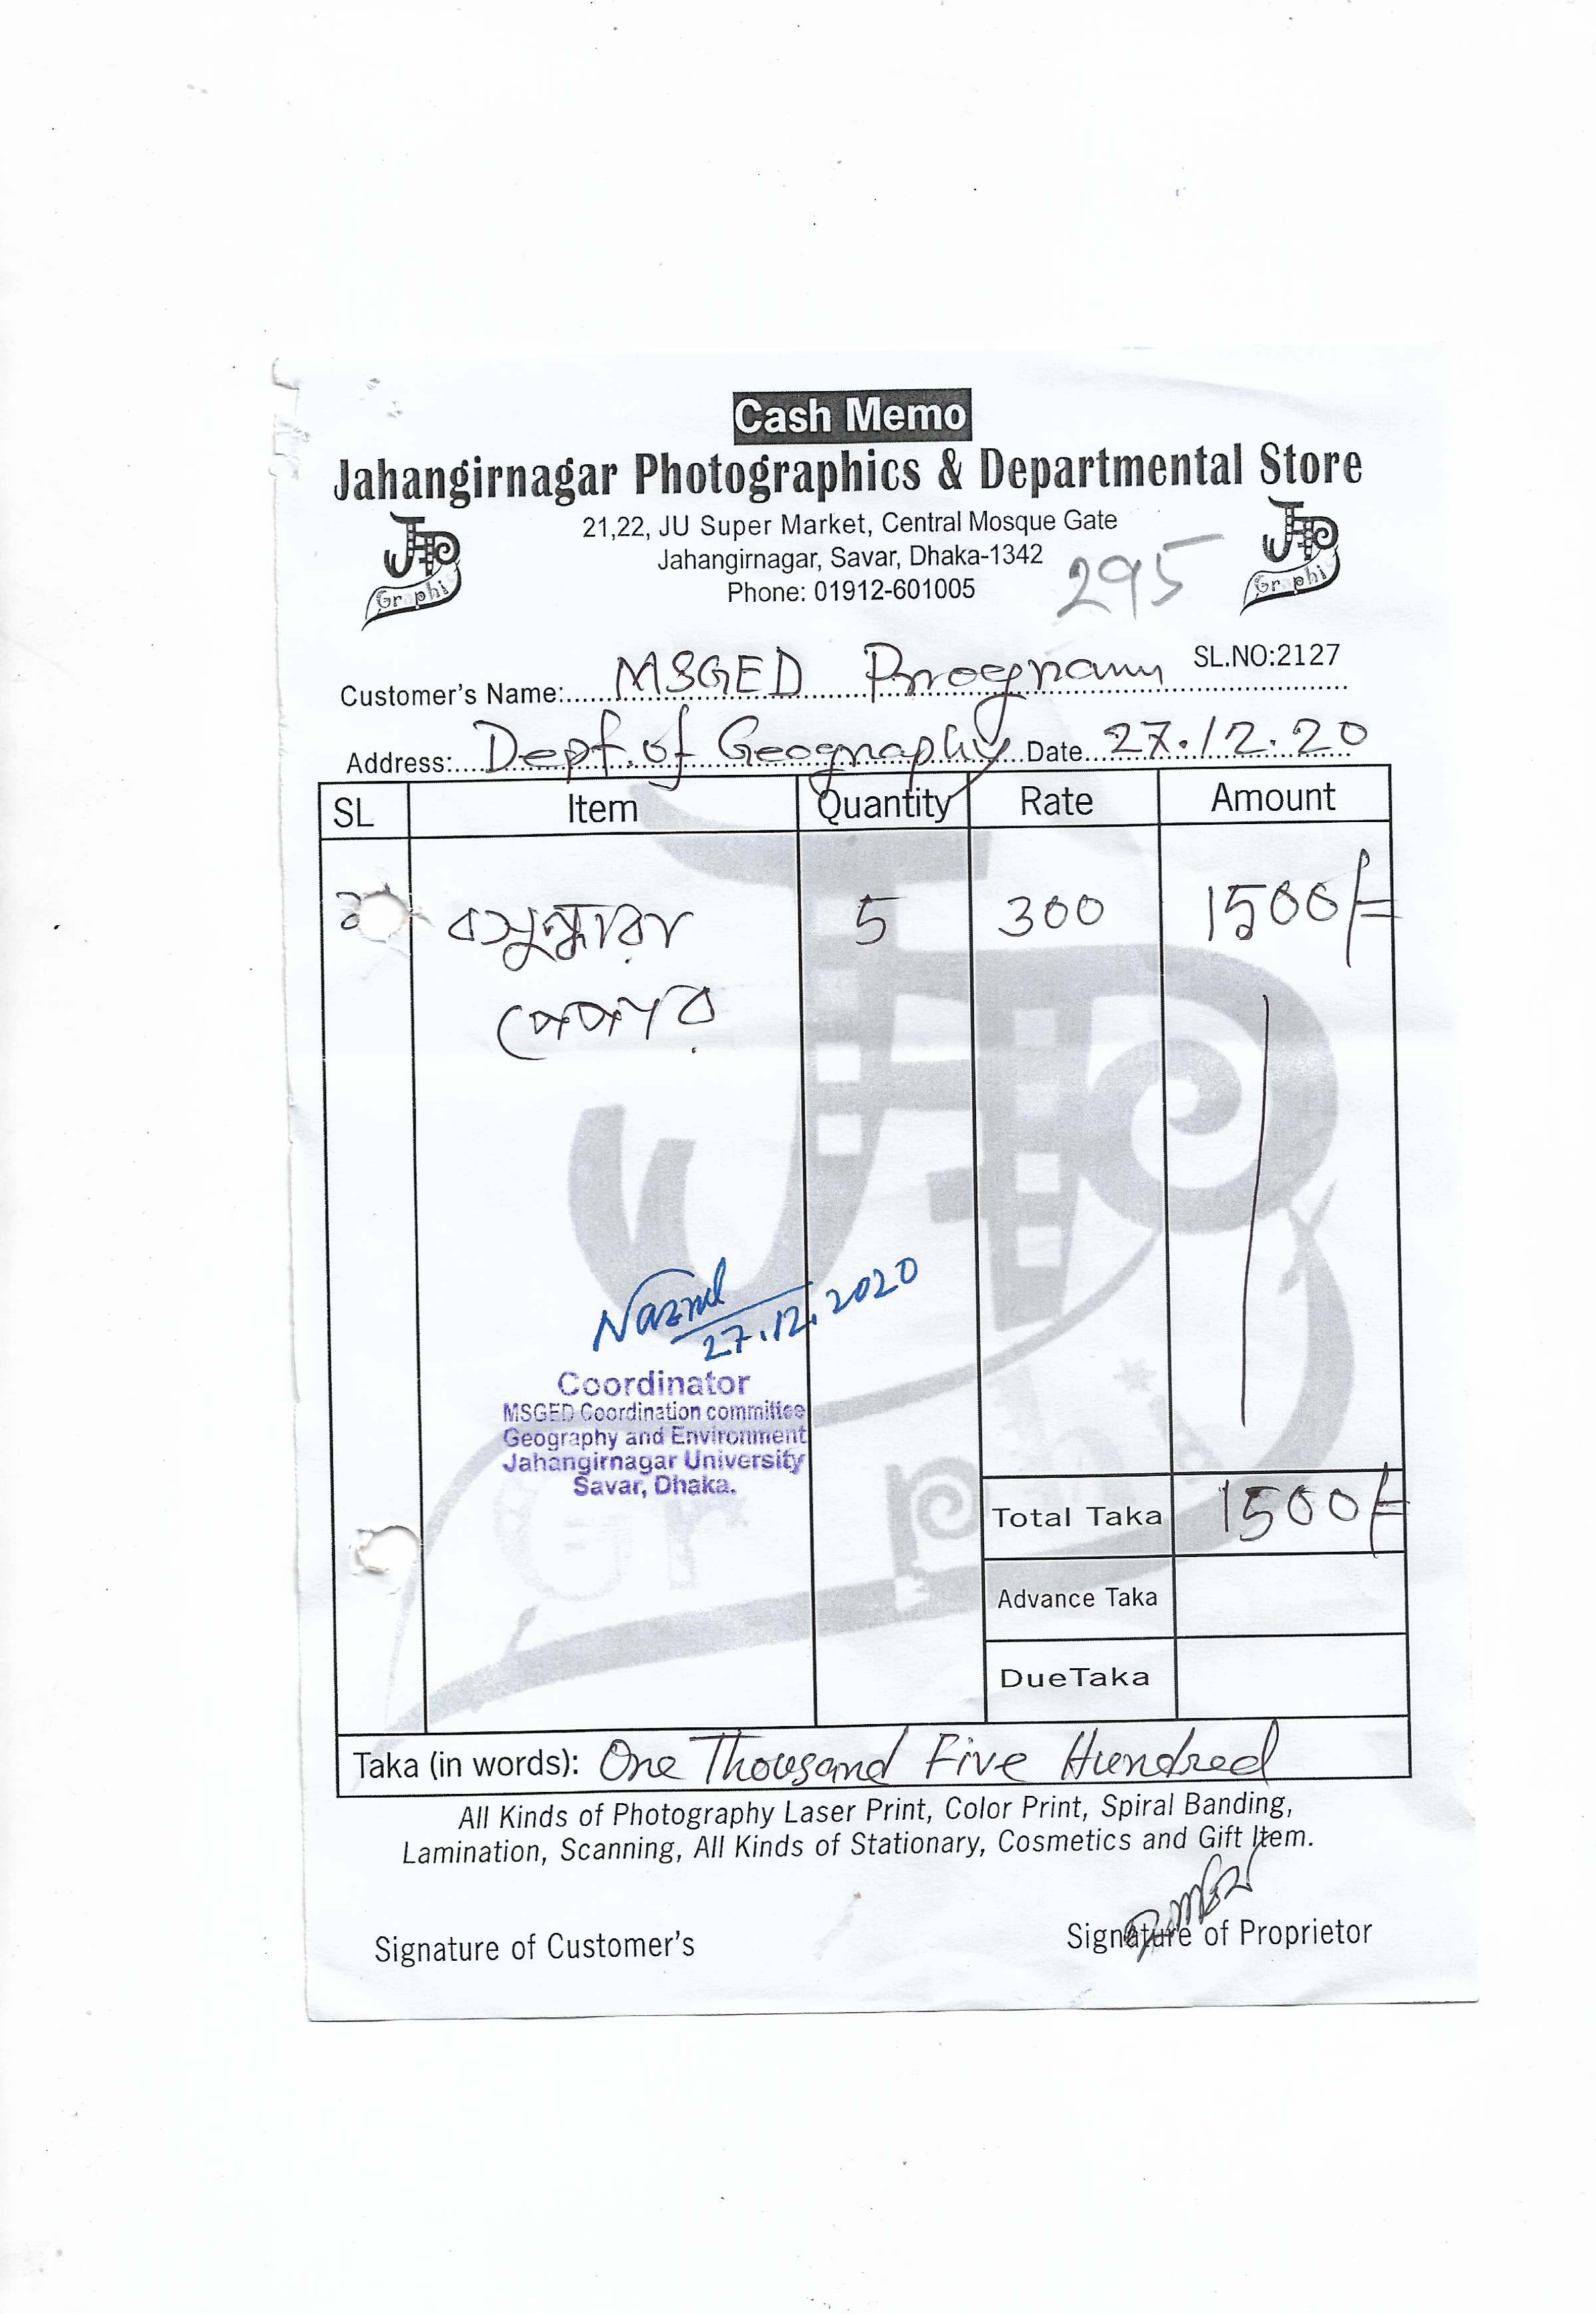 Cash Memo
Jahangirnagar Photographics & Departmental Store
21,22, JU Super Market, Central Mosque Gate
Jahangirnagar, Savar, Dhaka-1342
Phone: 01912-601005
295
JP Graphi
Graphi
SL.NO:2127
Customer's Name: MSGED Program
Address: Dept. of Geography Date 27.12.20
SL Item Quantity Rate Amount
বসুন্ধারা 5 300 1500/=
পেপার
Nazrul
27.12.2020
Coordinator
MSGED Coordination committee
Geography and Environment
Jahangirnagar University
Savar, Dhaka.
Total Taka 1500/=
Advance Taka
DueTaka
Taka (in words): One Thousand Five Hundred
All Kinds of Photography Laser Print, Color Print, Spiral Banding,
Lamination, Scanning, All Kinds of Stationary, Cosmetics and Gift Item.
Signature of Customer's Signature of Proprietor